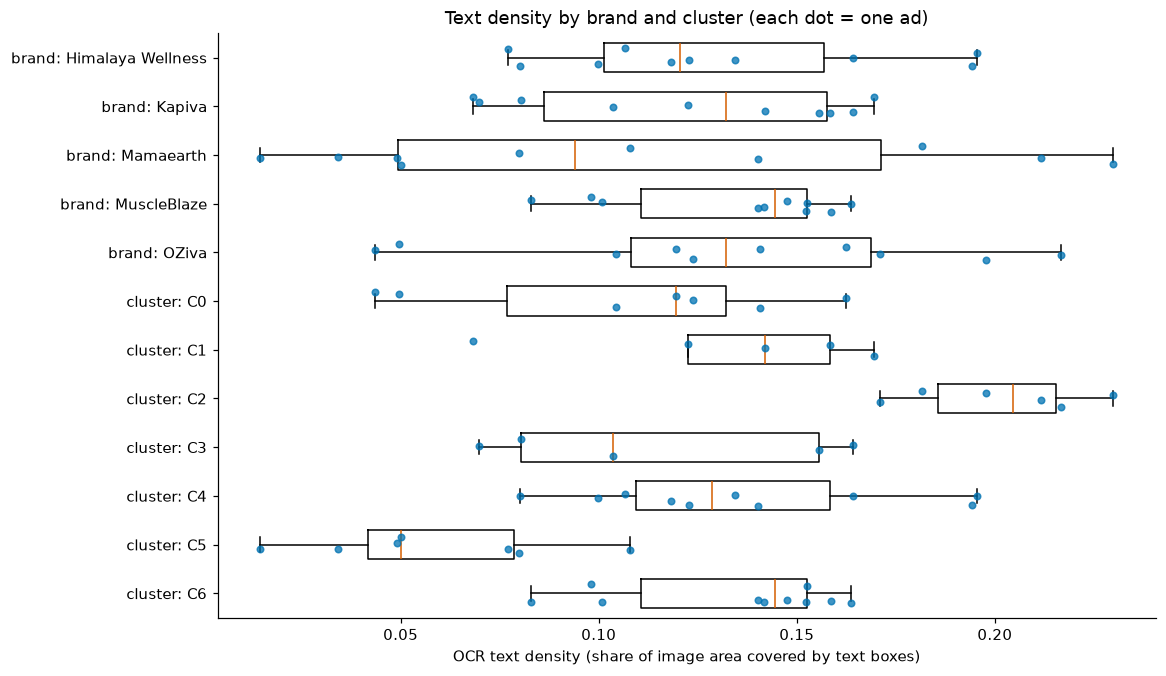 Text density by brand and cluster (each dot = one ad)
brand: Himalaya Wellness
brand: Kapiva
brand: Mamaearth
brand: MuscleBlaze
brand: OZiva
cluster: C0
cluster: C1
cluster: C2
cluster: C3
cluster: C4
cluster: C5
cluster: C6
0.05 0.10 0.15 0.20
OCR text density (share of image area covered by text boxes)